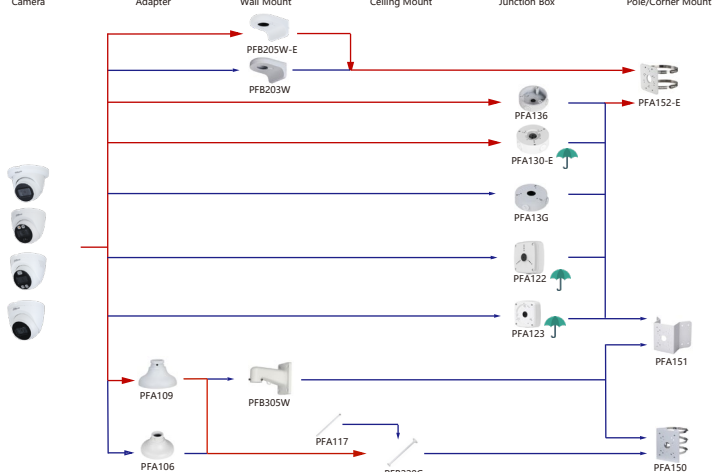 Camera Adapter Wall Mount Ceiling Mount Junction Box Pole/Corner Mount
PFB205W-E
PFB203W
PFA136
PFA152-E
PFA130-E
PFA13G
PFA122
PFA123
PFA151
PFA109
PFB305W
PFA117
PFA106
PFB220C
PFA150